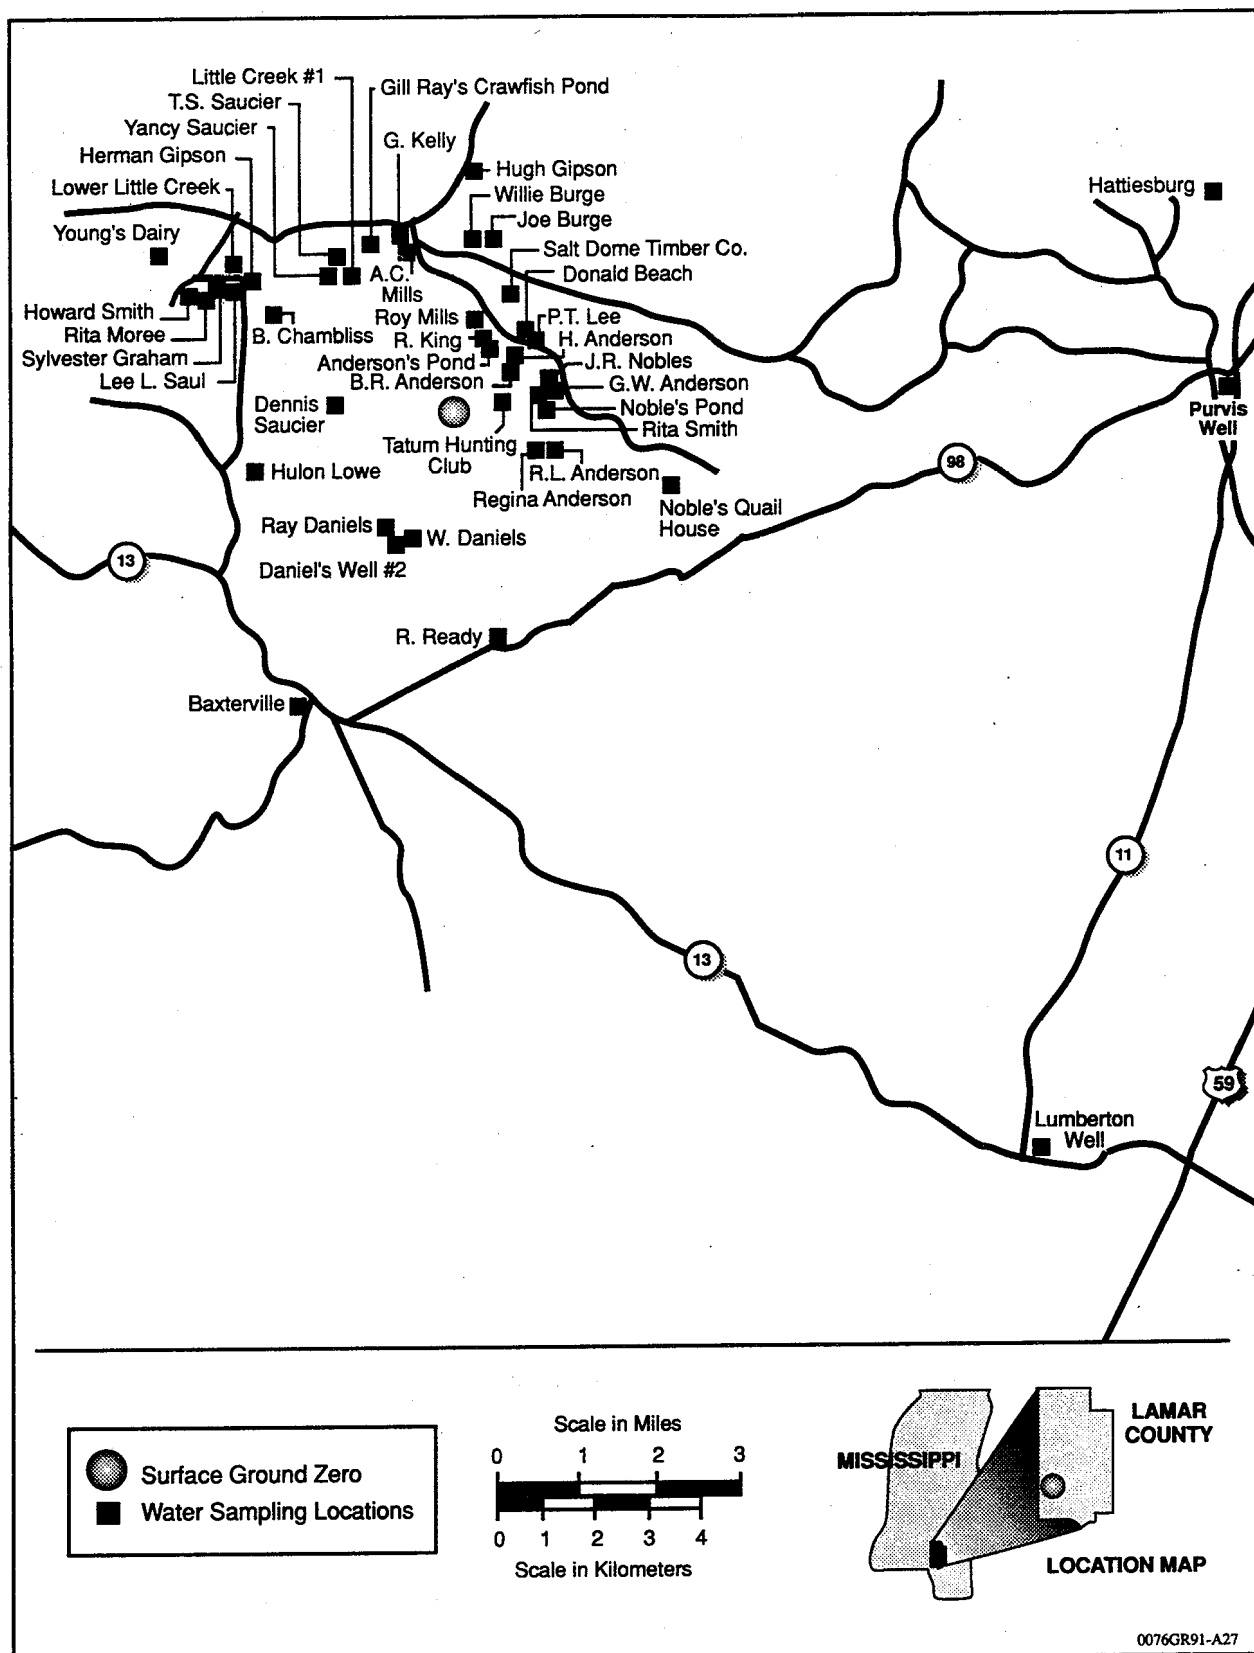 Little Creek #1
Gill Ray's Crawfish Pond
T.S. Saucier
Yancy Saucier
G. Kelly
Herman Gipson
Hugh Gipson
Lower Little Creek
Willie Burge
Hattiesburg
Joe Burge
Young's Dairy
Salt Dome Timber Co.
A.C.
Mills
Donald Beach
Howard Smith
Roy Mills
P.T. Lee
Rita Moree
B. Chambliss
R. King
H. Anderson
Sylvester Graham
Anderson's Pond
J.R. Nobles
Lee L. Saul
B.R. Anderson
G.W. Anderson
Dennis
Saucier
Noble's Pond
Purvis
Well
Rita Smith
Tatum Hunting
Club
98
Hulon Lowe
R.L. Anderson
Regina Anderson
Noble's Quail
House
Ray Daniels
W. Daniels
13
Daniel's Well #2
R. Ready
Baxterville
11
13
59
Lumberton
Well
Surface Ground Zero
Water Sampling Locations
Scale in Miles
0 1 2 3
0 1 2 3 4
Scale in Kilometers
MISSISSIPPI
LAMAR
COUNTY
LOCATION MAP
0076GR91-A27